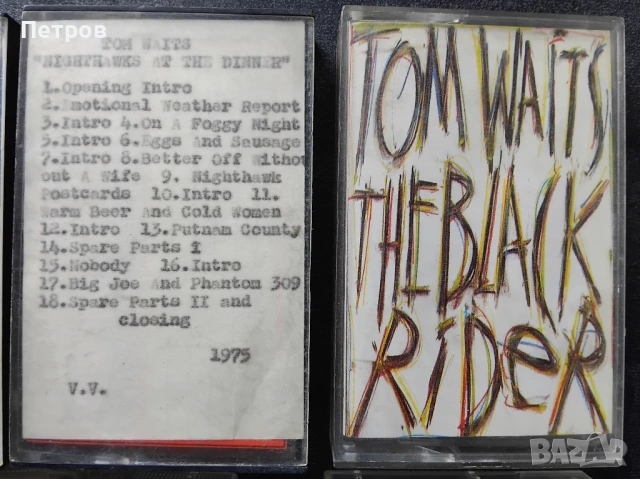 Петров
TOM WAITS
"NIGHTHAWKS AT THE DINNER"
1.Opening Intro
2.Emotional Weather Report
3.Intro 4.On A Foggy Night
5.Intro 6.Eggs And Sausage
7.Intro 8.Better Off Withou
out A Wife 9. Nighthawk
Postcards 10.Intro 11.
Warm Beer And Cold Women
12.Intro 13.Putnam County
14.Spare Parts I
15.Nobody 16.Intro
17.Big Joe And Phantom 309
18.Spare Parts II and
closing
1975
V.V.
TOM WAITS
THE BLACK
RiDeR
BAZAR
bg